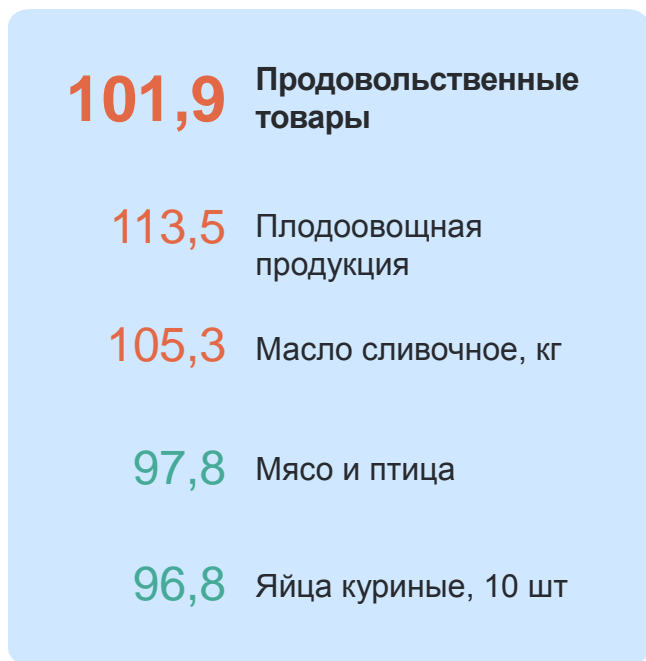 101,9 Продовольственные
товары
113,5 Плодоовощная
продукция
105,3 Масло сливочное, кг
97,8 Мясо и птица
96,8 Яйца куриные, 10 шт